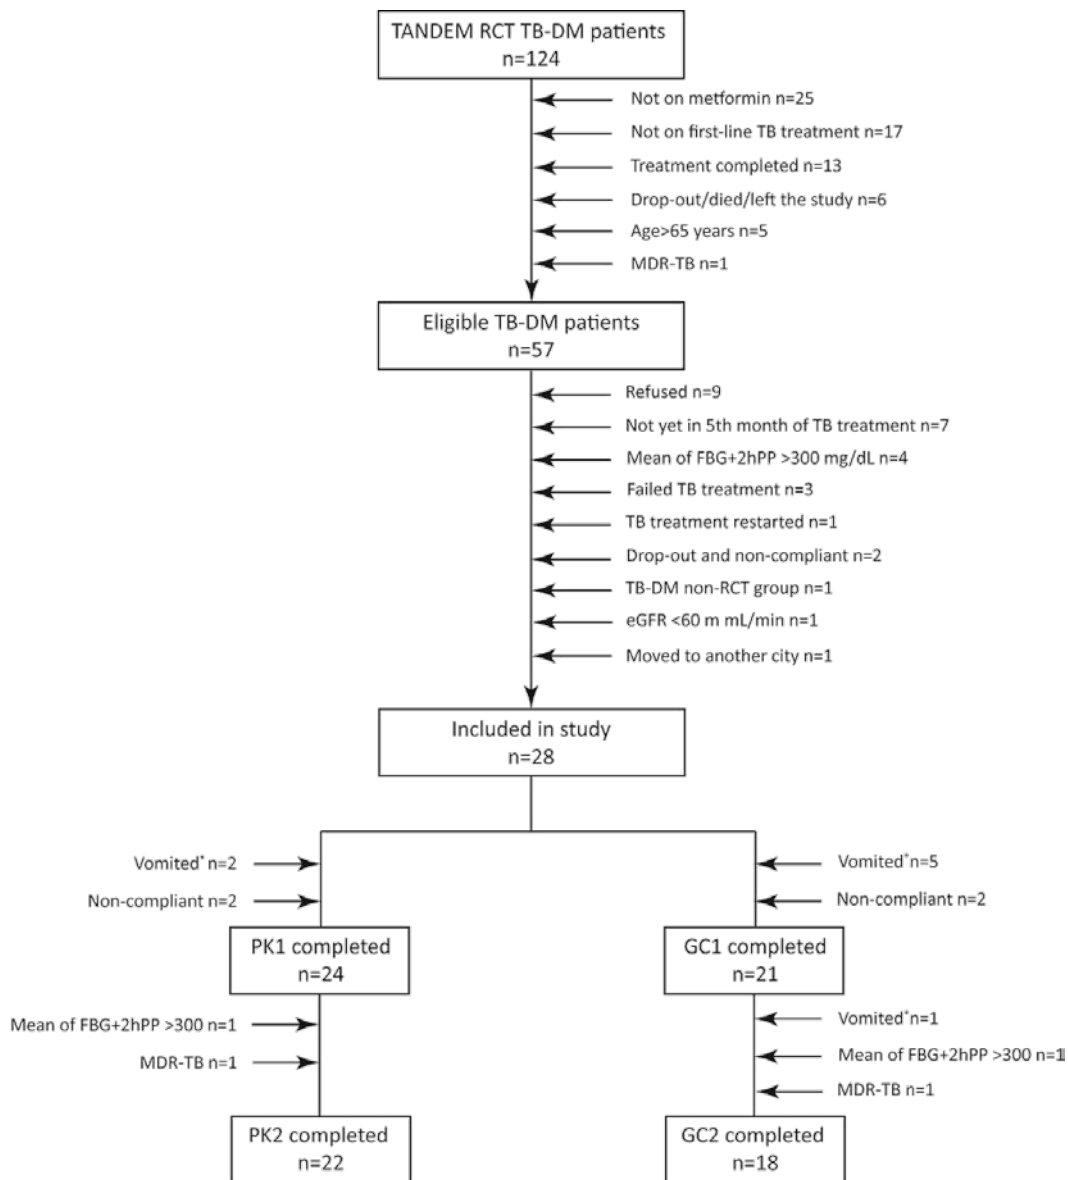 TANDEM RCT TB-DM patients
n=124
Not on metformin n=25
Not on first-line TB treatment n=17
Treatment completed n=13
Drop-out/died/left the study n=6
Age>65 years n=5
MDR-TB n=1
Eligible TB-DM patients
n=57
Refused n=9
Not yet in 5th month of TB treatment n=7
Mean of FBG+2hPP >300 mg/dL n=4
Failed TB treatment n=3
TB treatment restarted n=1
Drop-out and non-compliant n=2
TB-DM non-RCT group n=1
eGFR <60 m mL/min n=1
Moved to another city n=1
Included in study
n=28
Vomited* n=2
Non-compliant n=2
PK1 completed
n=24
Mean of FBG+2hPP >300 n=1
MDR-TB n=1
PK2 completed
n=22
Vomited*n=5
Non-compliant n=2
GC1 completed
n=21
Vomited*n=1
Mean of FBG+2hPP >300 n=1
MDR-TB n=1
GC2 completed
n=18